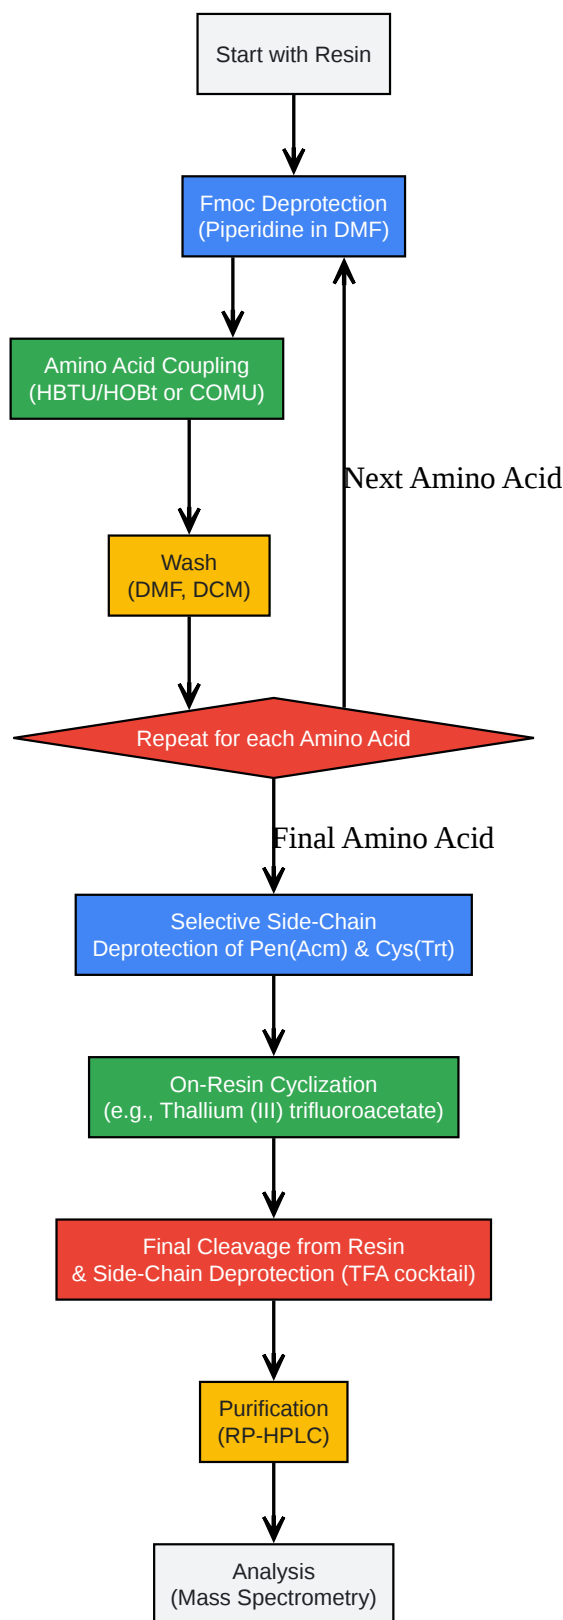 Start with Resin
Fmoc Deprotection
(Piperidine in DMF)
Amino Acid Coupling
(HBTU/HOBt or COMU)
Next Amino Acid
Wash
(DMF, DCM)
Repeat for each Amino Acid
Final Amino Acid
Selective Side-Chain
Deprotection of Pen(Acm) & Cys(Trt)
On-Resin Cyclization
(e.g., Thallium (III) trifluoroacetate)
Final Cleavage from Resin
& Side-Chain Deprotection (TFA cocktail)
Purification
(RP-HPLC)
Analysis
(Mass Spectrometry)